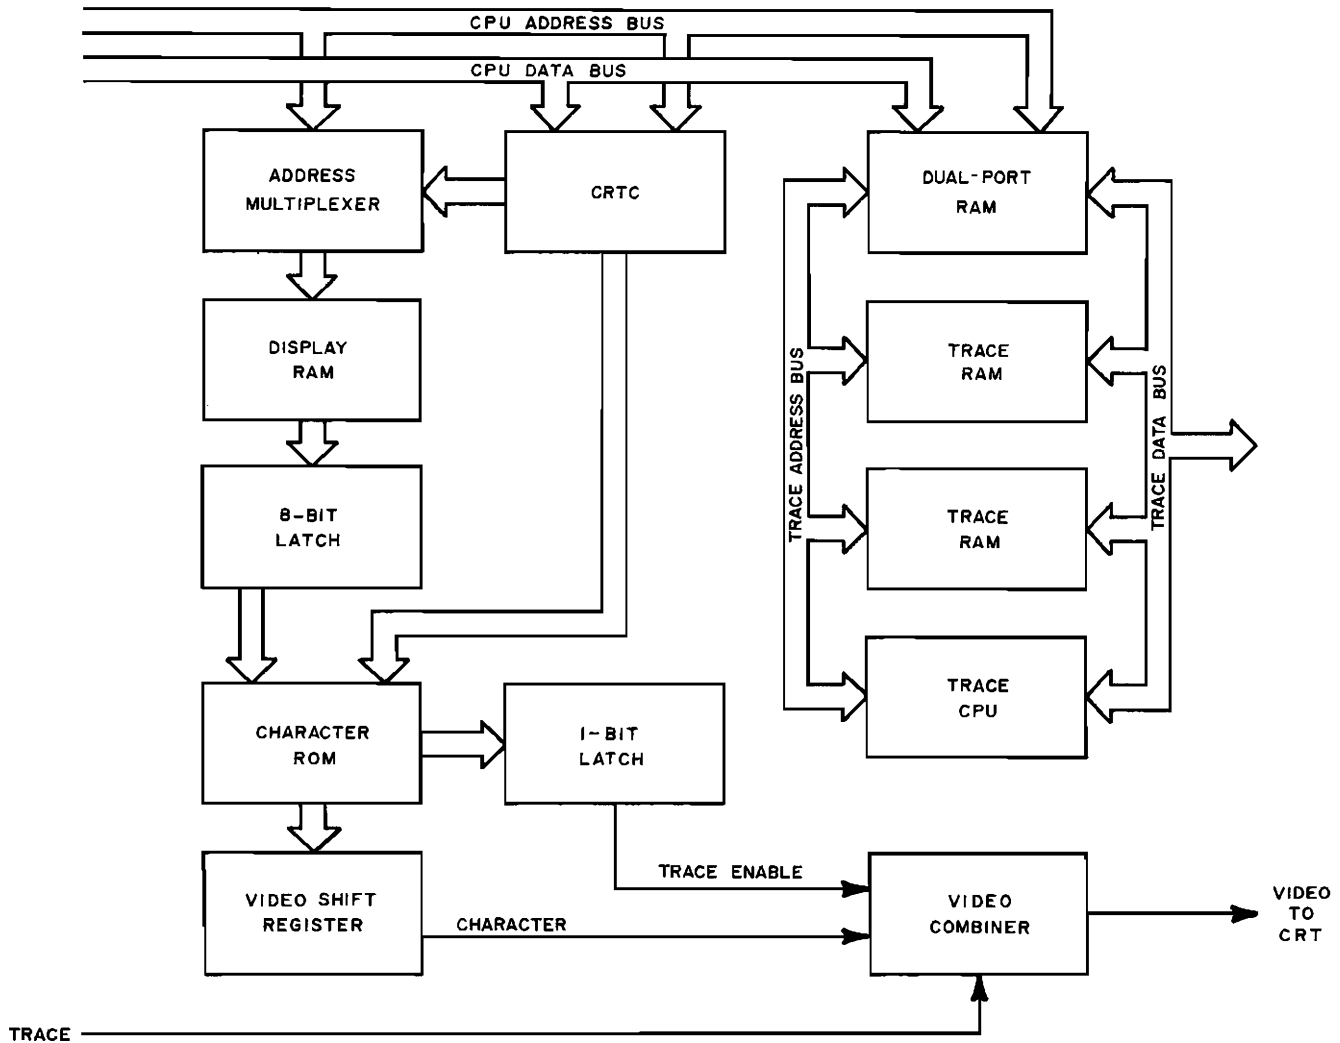 CPU ADDRESS BUS
CPU DATA BUS
ADDRESS
MULTIPLEXER
CRTC
DUAL-PORT
RAM
DISPLAY
RAM
TRACE
RAM
TRACE ADDRESS BUS
TRACE DATA BUS
8-BIT
LATCH
TRACE
RAM
CHARACTER
ROM
1-BIT
LATCH
TRACE
CPU
VIDEO SHIFT
REGISTER
TRACE ENABLE
CHARACTER
VIDEO
COMBINER
VIDEO
TO
CRT
TRACE